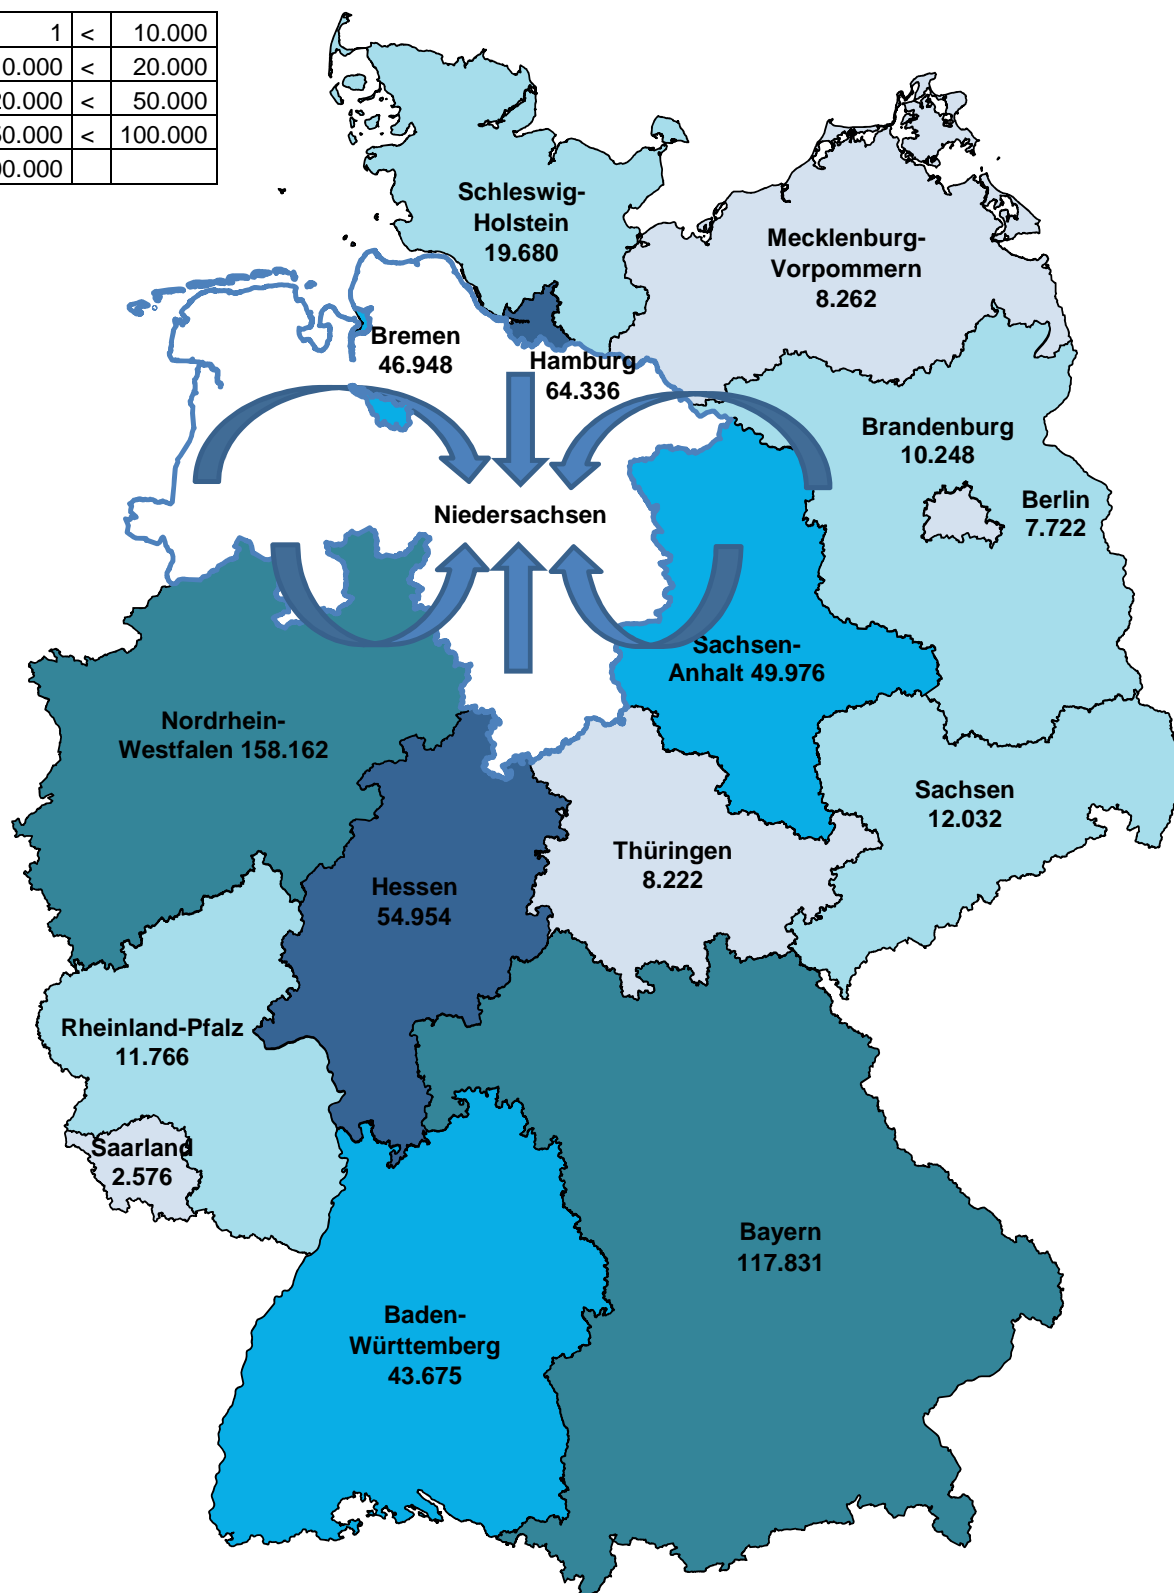 1 < 10.000
0.000 < 20.000
20.000 < 50.000
50.000 < 100.000
00.000
Schleswig-
Holstein
19.680
Mecklenburg-
Vorpommern
8.262
Bremen
46.948
Hamburg
64.336
Brandenburg
10.248
Berlin
7.722
Niedersachsen
Sachsen-
Anhalt 49.976
Nordrhein-
Westfalen 158.162
Sachsen
12.032
Thüringen
8.222
Hessen
54.954
Rheinland-Pfalz
11.766
Saarland
2.576
Bayern
117.831
Baden-
Württemberg
43.675